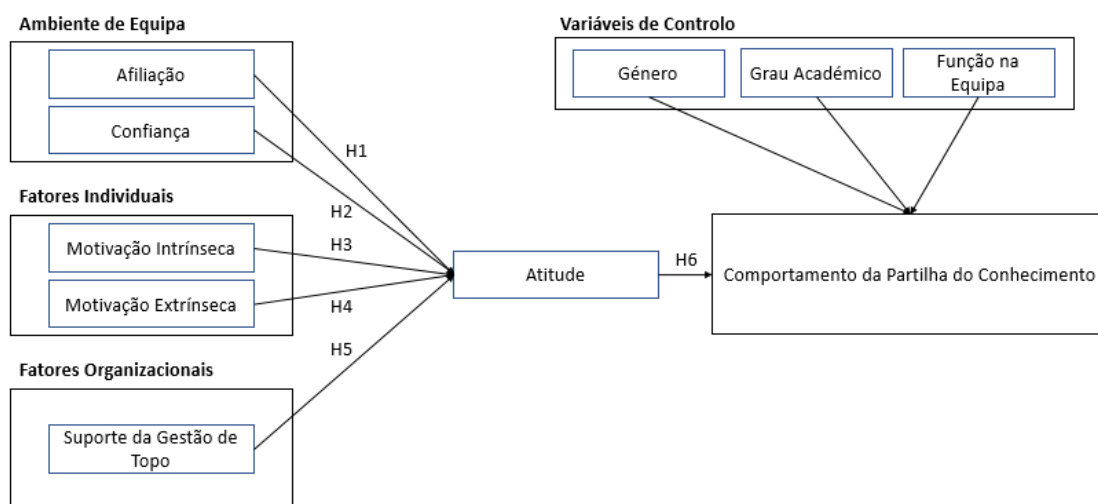 Ambiente de Equipa
Afiliação
Confiança
Fatores Individuais
Motivação Intrínseca
Motivação Extrínseca
Fatores Organizacionais
Suporte da Gestão de
Topo
H1
H2
H3
H4
H5
Atitude
H6
Variáveis de Controlo
Género
Grau Académico
Função na
Equipa
Comportamento da Partilha do Conhecimento